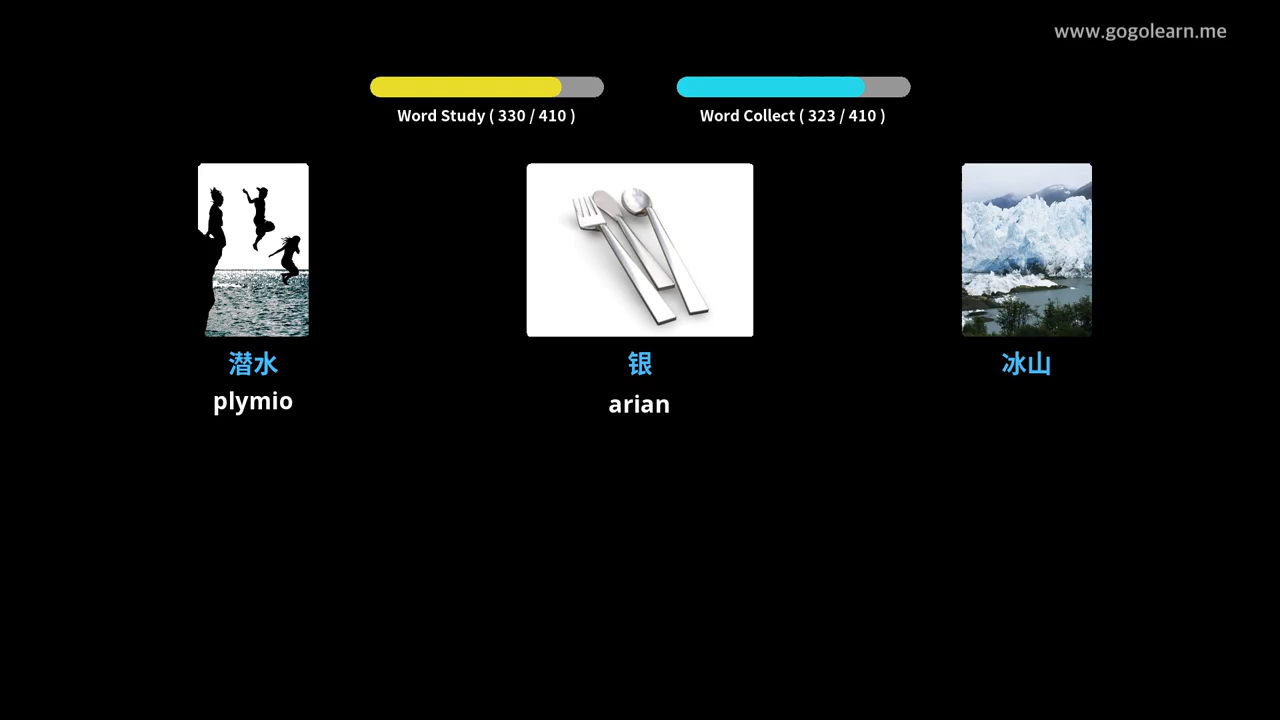 www.gogolearn.me
Word Study ( 330 / 410 )
Word Collect ( 323 / 410 )
潜水
plymio
银
arian
冰山